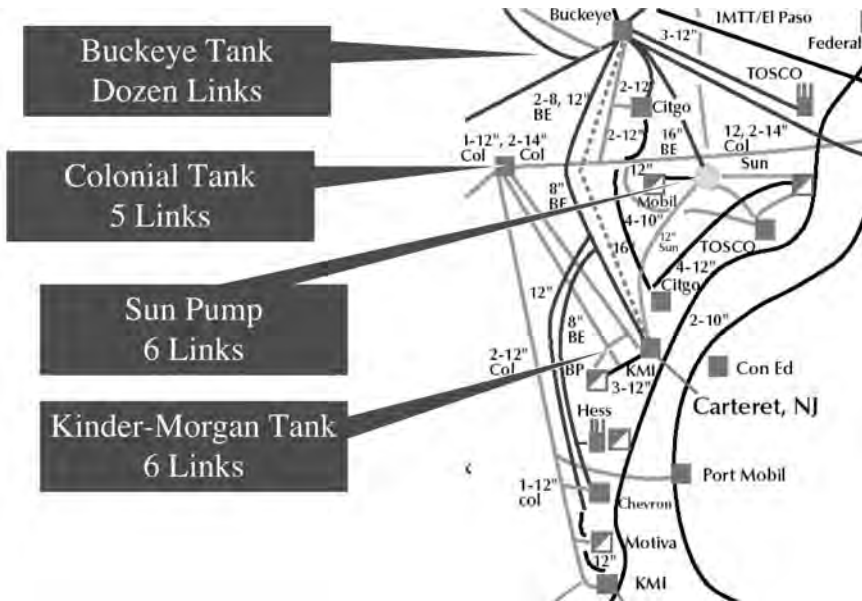 Buckeye Tank
Dozen Links
Colonial Tank
5 Links
Sun Pump
6 Links
Kinder-Morgan Tank
6 Links
Buckeye
IMTT/El Paso
3-12"
Federal
TOSCO
2-12"
Citgo
2-8, 12"
BE
2-12"
16"
BE
12, 2-14"
Col
1-12", 2-14"
Col
Col
Sun
12"
Mobil
8"
BE
4-10"
12"
Sun
TOSCO
16"
4-12"
Citgo
12"
2-10"
8"
BE
2-12"
Col
BP
KMI
3-12"
Con Ed
Carteret, NJ
Hess
Port Mobil
1-12"
col
Chevron
Motiva
12"
KMI